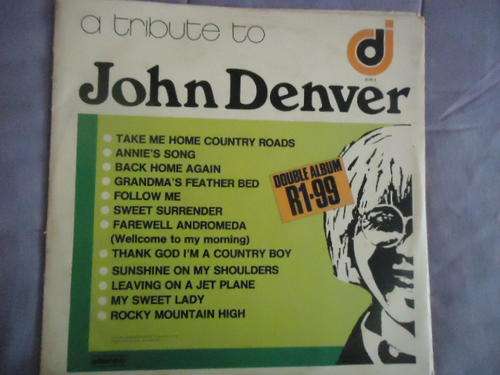 a tribute to
dj
John Denver
TAKE ME HOME COUNTRY ROADS
ANNIE'S SONG
BACK HOME AGAIN
GRANDMA'S FEATHER BED
FOLLOW ME
SWEET SURRENDER
FAREWELL ANDROMEDA
(Wellcome to my morning)
THANK GOD I'M A COUNTRY BOY
SUNSHINE ON MY SHOULDERS
LEAVING ON A JET PLANE
MY SWEET LADY
ROCKY MOUNTAIN HIGH
DOUBLE ALBUM
R1·99
stereo